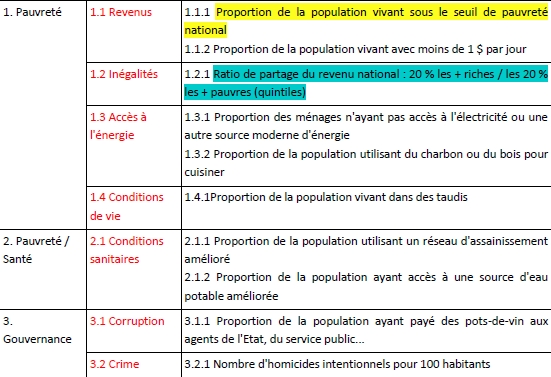 1. Pauvreté
1.1 Revenus
1.1.1 Proportion de la population vivant sous le seuil de pauvreté
national
1.1.2 Proportion de la population vivant avec moins de 1 $ par jour
1.2 Inégalités
1.2.1 Ratio de partage du revenu national : 20 % les + riches / les 20 %
les + pauvres (quintiles)
1.3 Accès à
l'énergie
1.3.1 Proportion des ménages n'ayant pas accès à l'électricité ou une
autre source moderne d'énergie
1.3.2 Proportion de la population utilisant du charbon ou du bois pour
cuisiner
1.4 Conditions
de vie
1.4.1Proportion de la population vivant dans des taudis
2. Pauvreté /
Santé
2.1 Conditions
sanitaires
2.1.1 Proportion de la population utilisant un réseau d'assainissement
amélioré
2.1.2 Proportion de la population ayant accès à une source d'eau
potable améliorée
3.
Gouvernance
3.1 Corruption
3.1.1 Proportion de la population ayant payé des pots-de-vin aux
agents de l'Etat, du service public...
3.2 Crime
3.2.1 Nombre d'homicides intentionnels pour 100 habitants